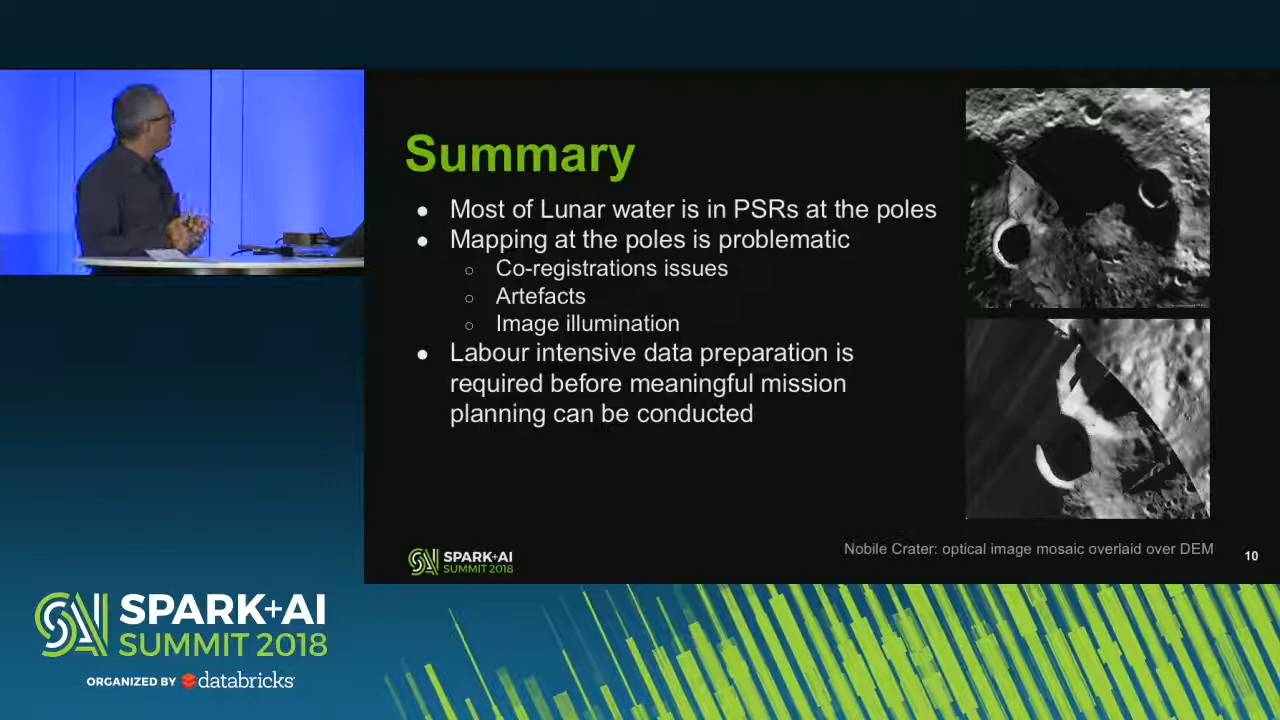 Summary
● Most of Lunar water is in PSRs at the poles
● Mapping at the poles is problematic
○ Co-registrations issues
○ Artefacts
○ Image illumination
● Labour intensive data preparation is
required before meaningful mission
planning can be conducted
Nobile Crater: optical image mosaic overlaid over DEM
10
SPARK+AI
SUMMIT 2018
SPARK+AI
SUMMIT 2018
ORGANIZED BY databricks